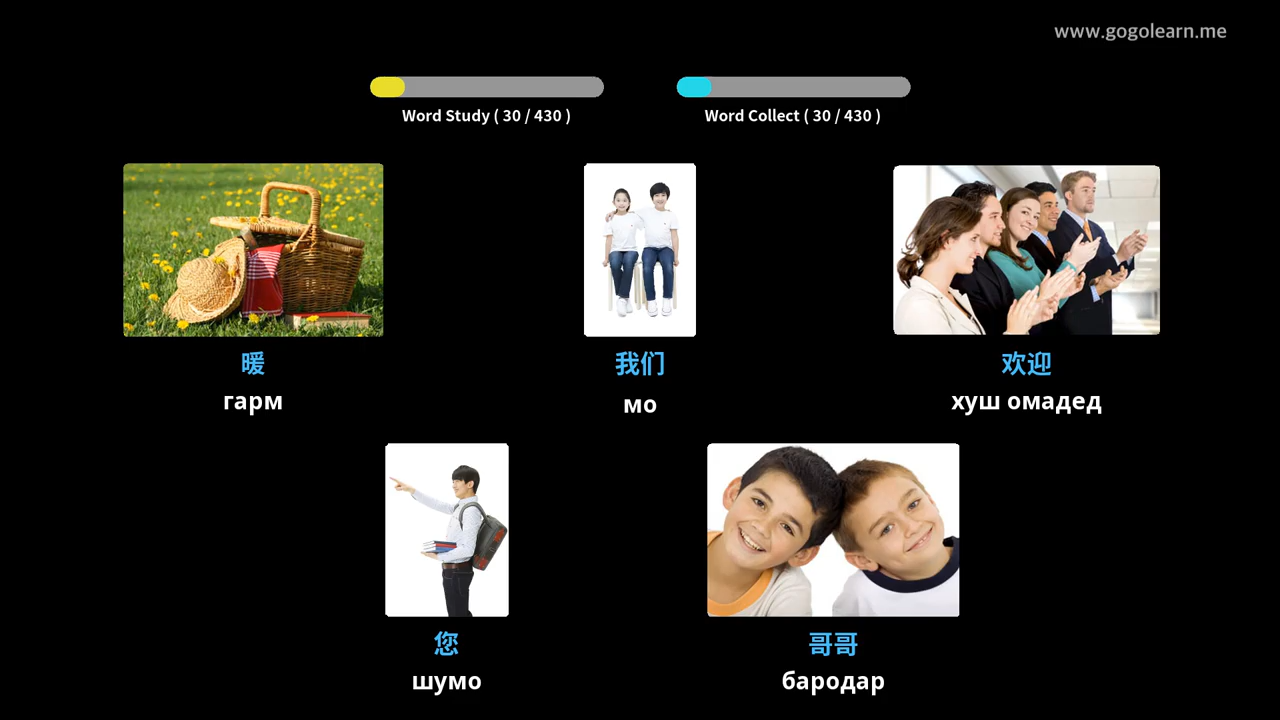 www.gogolearn.me
Word Study ( 30 / 430 )
Word Collect ( 30 / 430 )
暖
гарм
我们
мо
欢迎
хуш омадед
您
шумо
哥哥
бародар